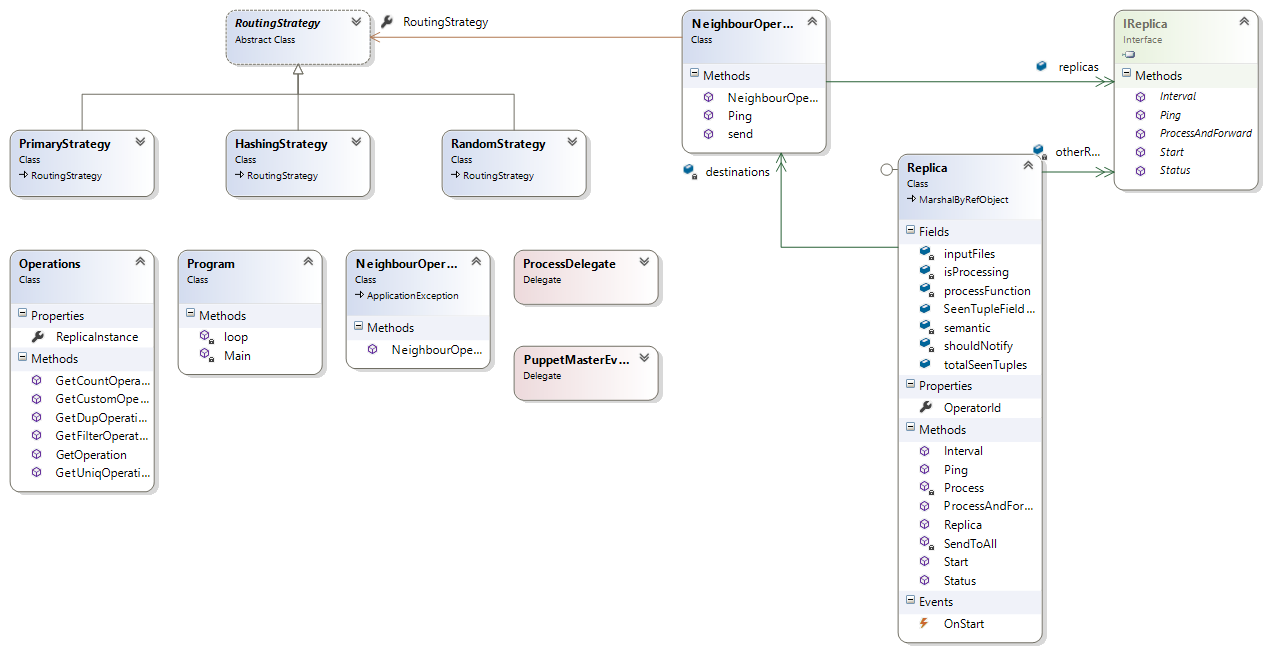 RoutingStrategy
Abstract Class
RoutingStrategy
NeighbourOper...
Class
Methods
NeighbourOpe...
Ping
send
replicas
IReplica
Interface
Methods
Interval
Ping
ProcessAndForward
Start
Status
PrimaryStrategy
Class
RoutingStrategy
HashingStrategy
Class
RoutingStrategy
RandomStrategy
Class
RoutingStrategy
destinations
otherR...
Replica
Class
MarshalByRefObject
Fields
inputFiles
isProcessing
processFunction
SeenTupleField ...
semantic
shouldNotify
totalSeenTuples
Properties
OperatorId
Methods
Interval
Ping
Process
ProcessAndFor...
Replica
SendToAll
Start
Status
Events
OnStart
Operations
Class
Properties
ReplicaInstance
Methods
GetCountOpera...
GetCustomOpe...
GetDupOperati...
GetFilterOperat...
GetOperation
GetUniqOperati...
Program
Class
Methods
loop
Main
NeighbourOper...
Class
ApplicationException
Methods
NeighbourOpe...
ProcessDelegate
Delegate
PuppetMasterEv...
Delegate